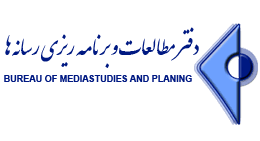 دفتر مطالعات و برنامه ریزی رسانه ها
BUREAU OF MEDIASTUDIES AND PLANING